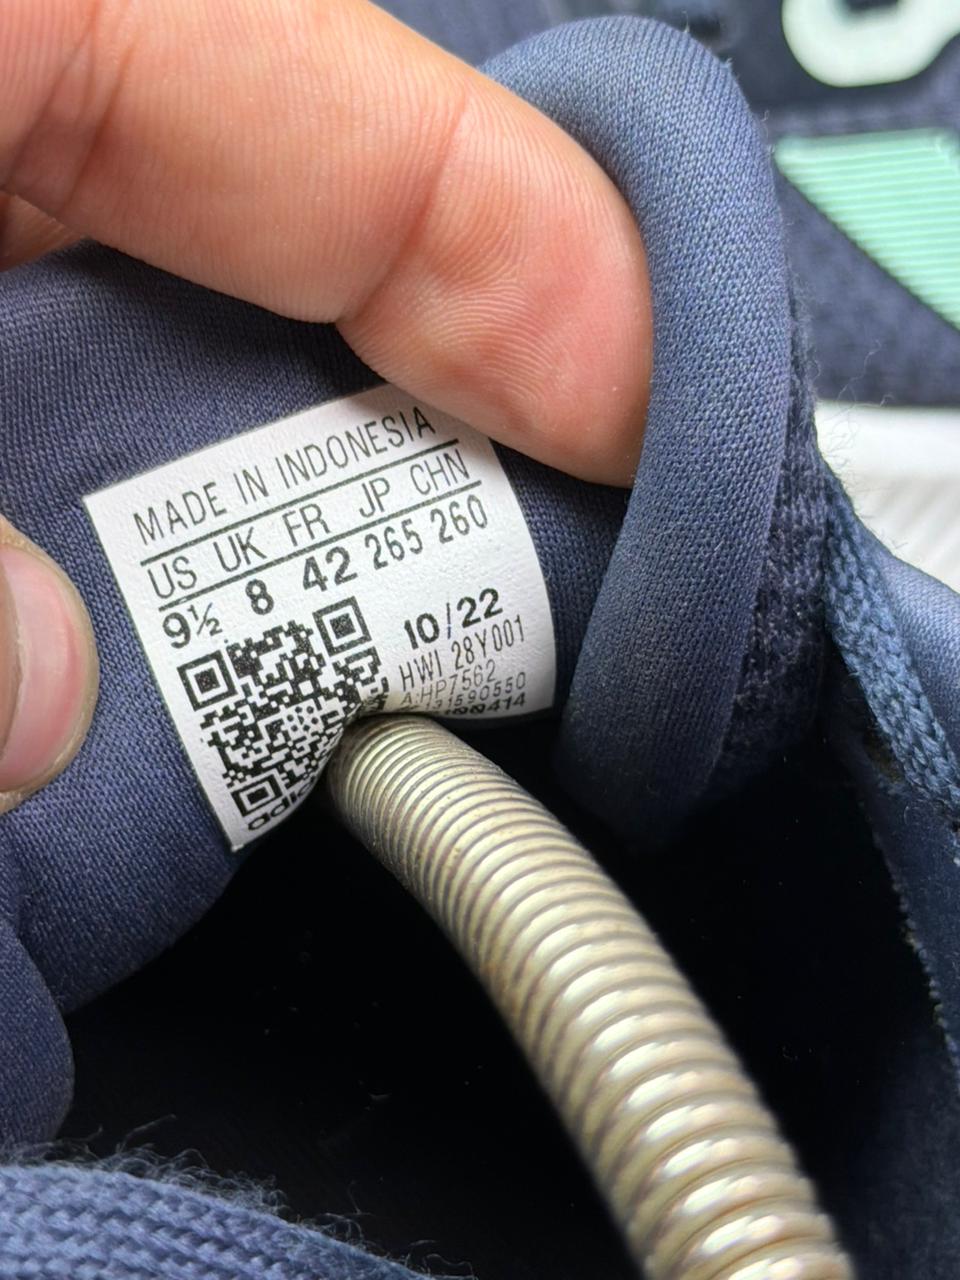 MADE IN INDONESIA
US UK FR JP CHN
9½ 8 42 265 260
10/22
HWI 28Y001
HP7562